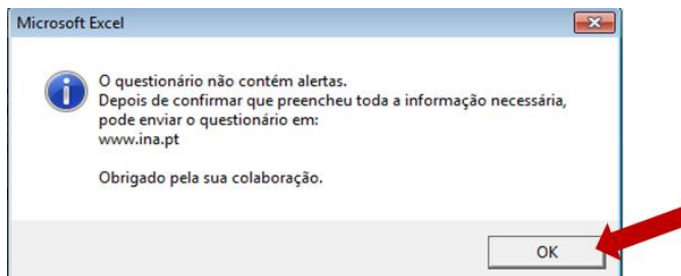 Microsoft Excel
O questionário não contém alertas.
Depois de confirmar que preencheu toda a informação necessária,
pode enviar o questionário em:
www.ina.pt
Obrigado pela sua colaboração.
OK